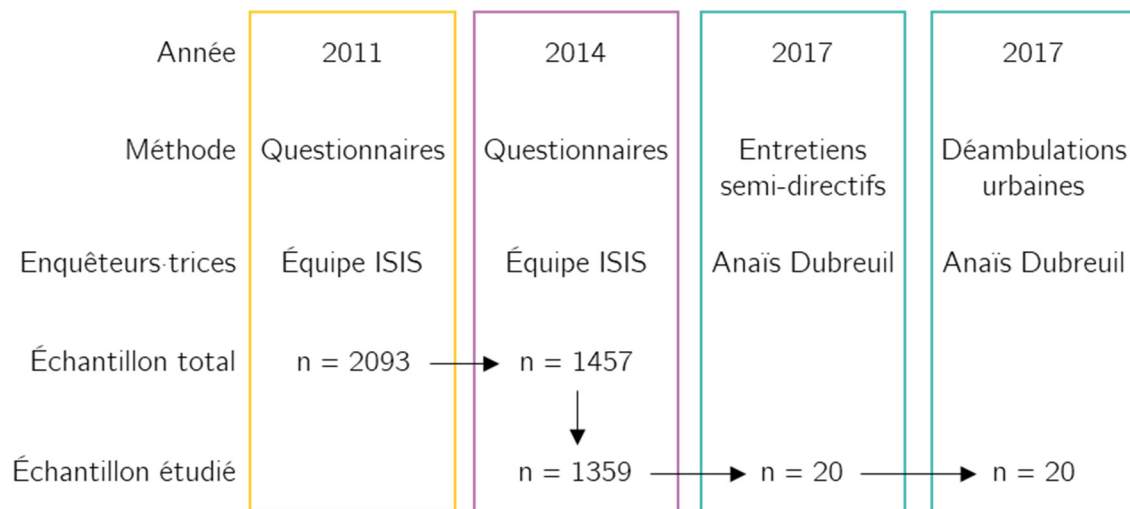 Année 2011 2014 2017 2017
Méthode Questionnaires Questionnaires Entretiens Déambulations
semi-directifs urbaines
Enquêteurs·trices Équipe ISIS Équipe ISIS Anaïs Dubreuil Anaïs Dubreuil
Échantillon total n = 2093 n = 1457
Échantillon étudié n = 1359 n = 20 n = 20